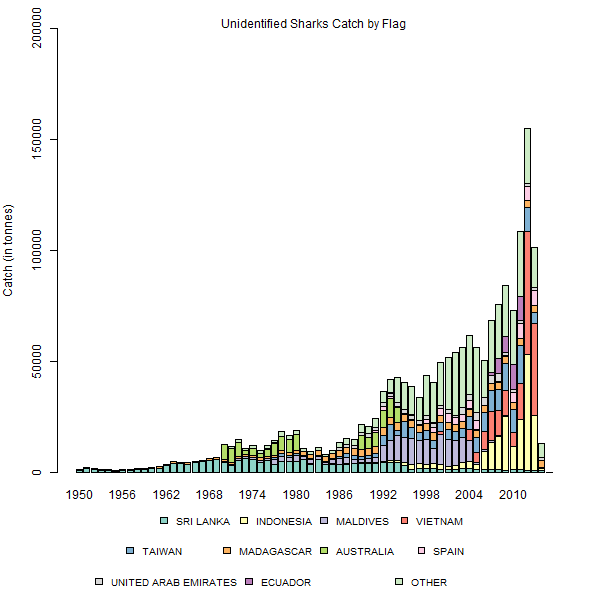 Unidentified Sharks Catch by Flag
200000
150000
100000
50000
0
Catch (in tonnes)
1950 1956 1962 1968 1974 1980 1986 1992 1998 2004 2010
SRI LANKA INDONESIA MALDIVES VIETNAM
TAIWAN MADAGASCAR AUSTRALIA SPAIN
UNITED ARAB EMIRATES ECUADOR OTHER